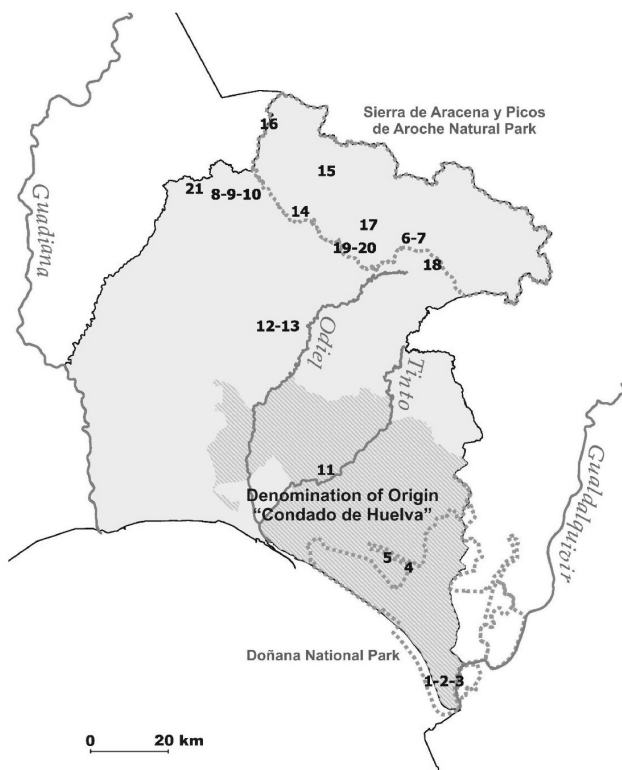 Sierra de Aracena y Picos
de Aroche Natural Park
16
15
21
8-9-10
14
17
6-7
19-20
18
Guadiana
12-13
Odiel
Tinto
11
Denomination of Origin
“Condado de Huelva”
Gualdalquivir
5
4
Doñana National Park
1-2-3
0
20 km